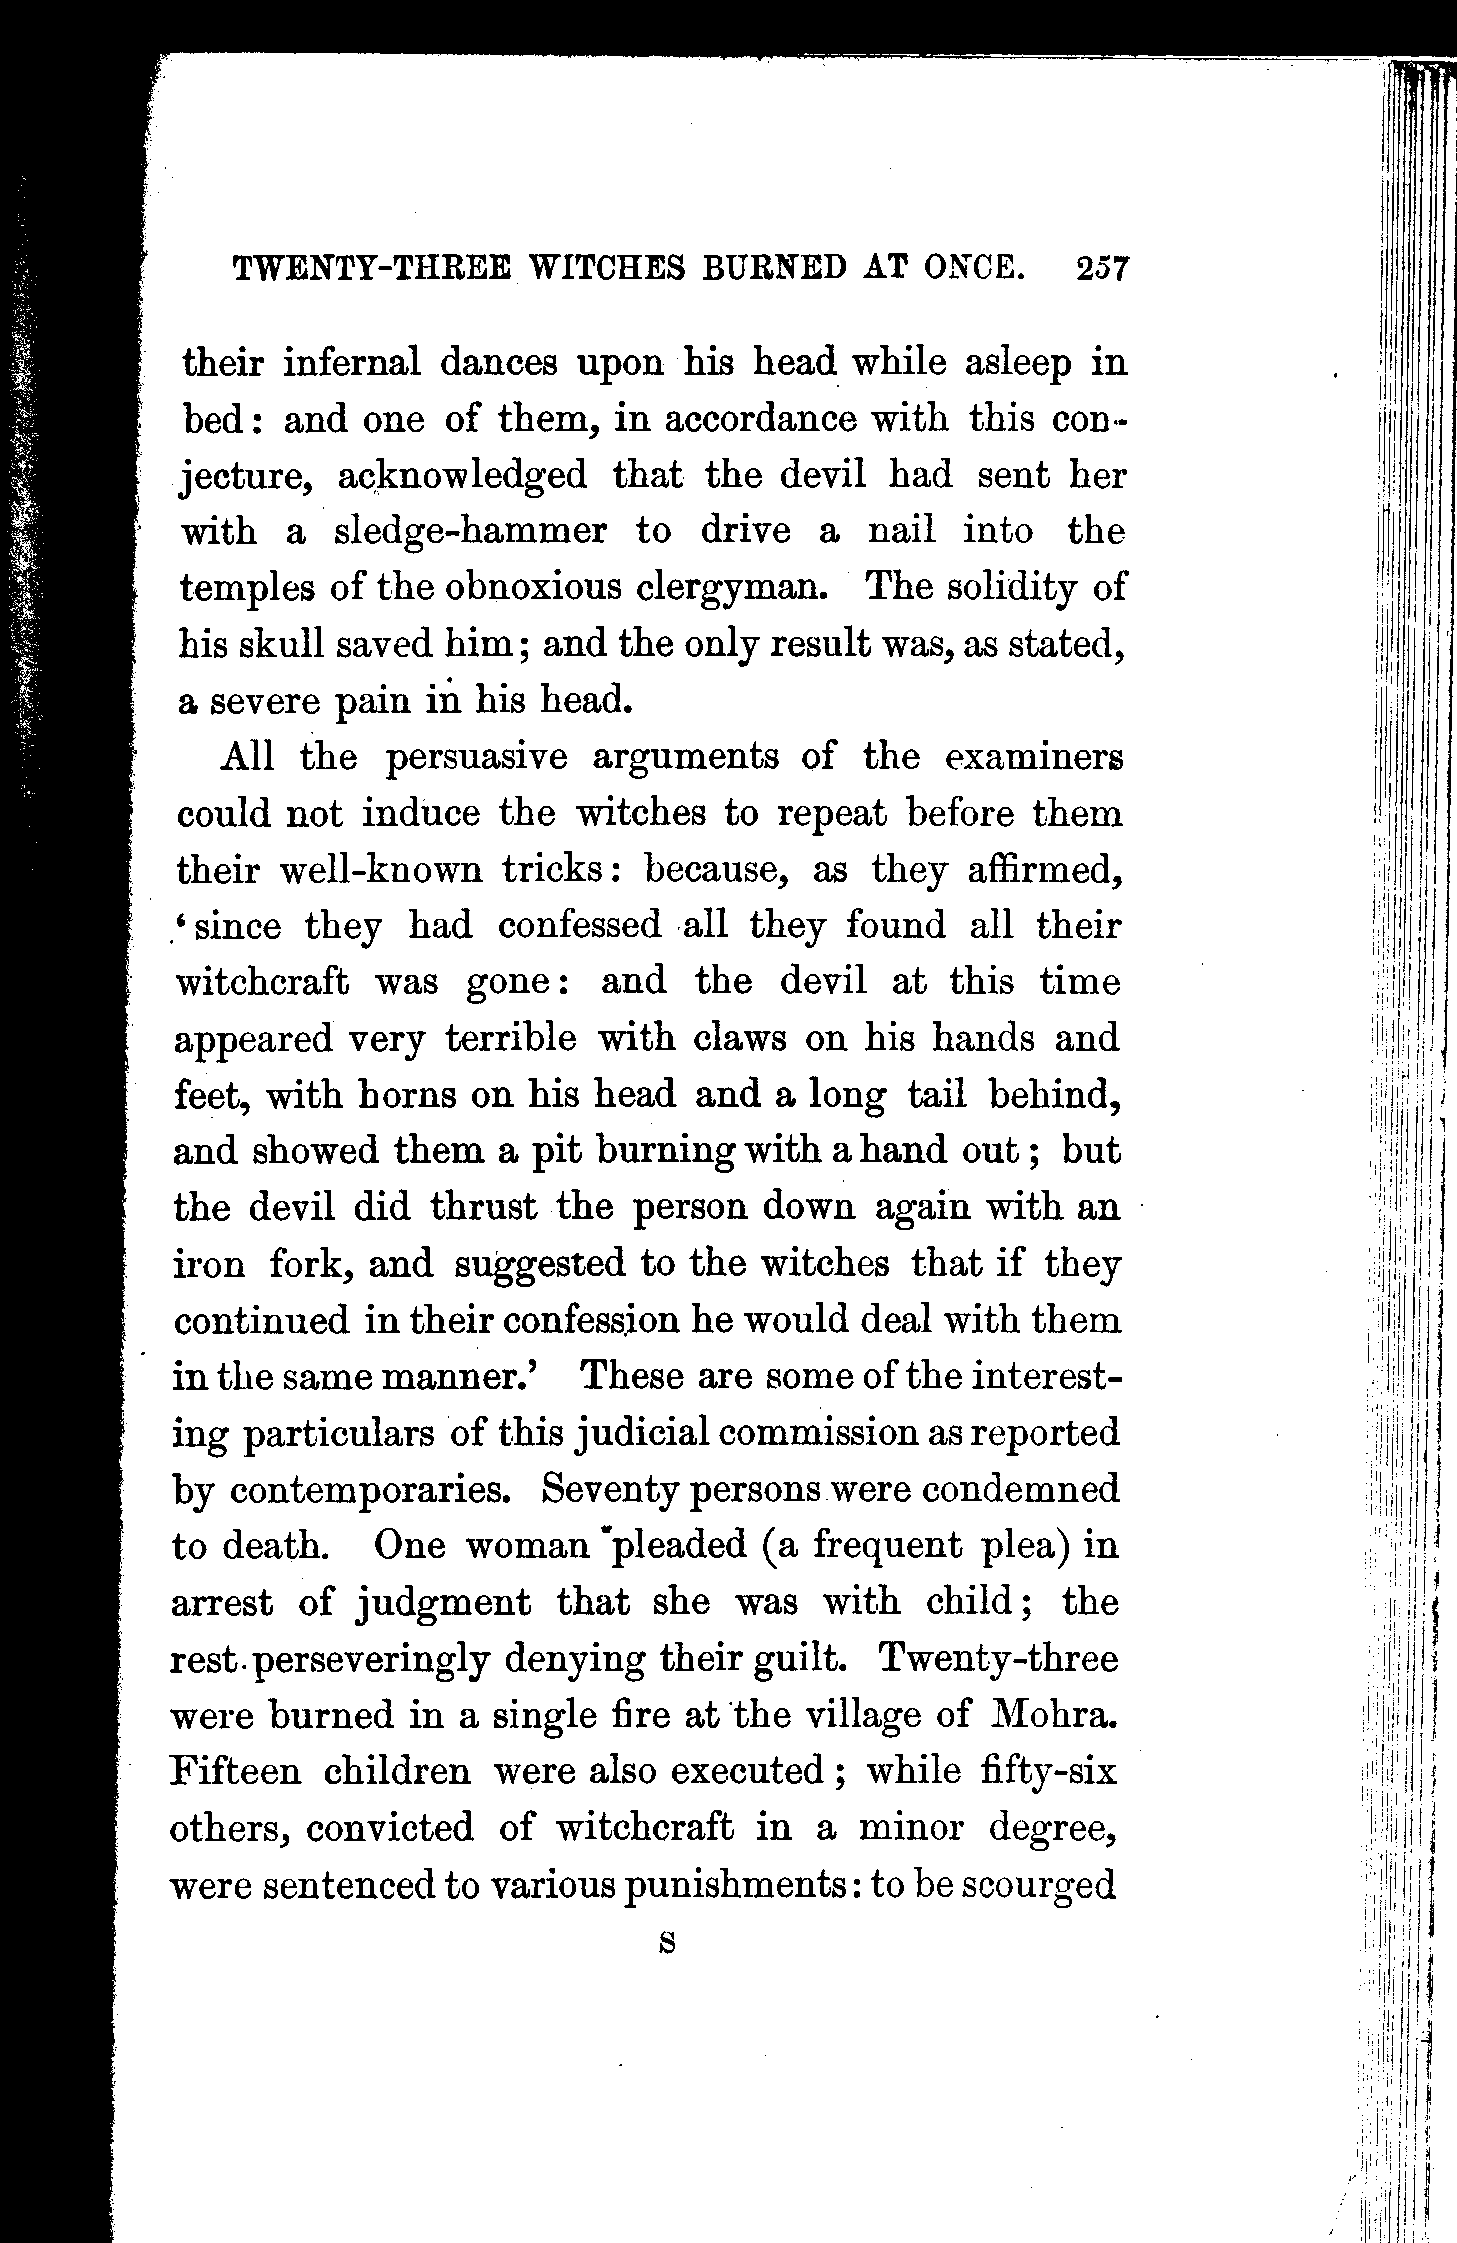 TWENTY-THREE WITCHES BURNED AT ONCE. 257
their infernal dances upon his head while asleep in
bed: and one of them, in accordance with this con-
jecture, acknowledged that the devil had sent her
with a sledge-hammer to drive a nail into the
temples of the obnoxious clergyman. The solidity of
his skull saved him; and the only result was, as stated,
a severe pain in his head.
All the persuasive arguments of the examiners
could not induce the witches to repeat before them
their well-known tricks: because, as they affirmed,
‘since they had confessed all they found all their
witchcraft was gone: and the devil at this time
appeared very terrible with claws on his hands and
feet, with horns on his head and a long tail behind,
and showed them a pit burning with a hand out; but
the devil did thrust the person down again with an
iron fork, and suggested to the witches that if they
continued in their confession he would deal with them
in the same manner.’ These are some of the interest-
ing particulars of this judicial commission as reported
by contemporaries. Seventy persons were condemned
to death. One woman pleaded (a frequent plea) in
arrest of judgment that she was with child; the
rest perseveringly denying their guilt. Twenty-three
were burned in a single fire at the village of Mohra.
Fifteen children were also executed; while fifty-six
others, convicted of witchcraft in a minor degree,
were sentenced to various punishments: to be scourged
S